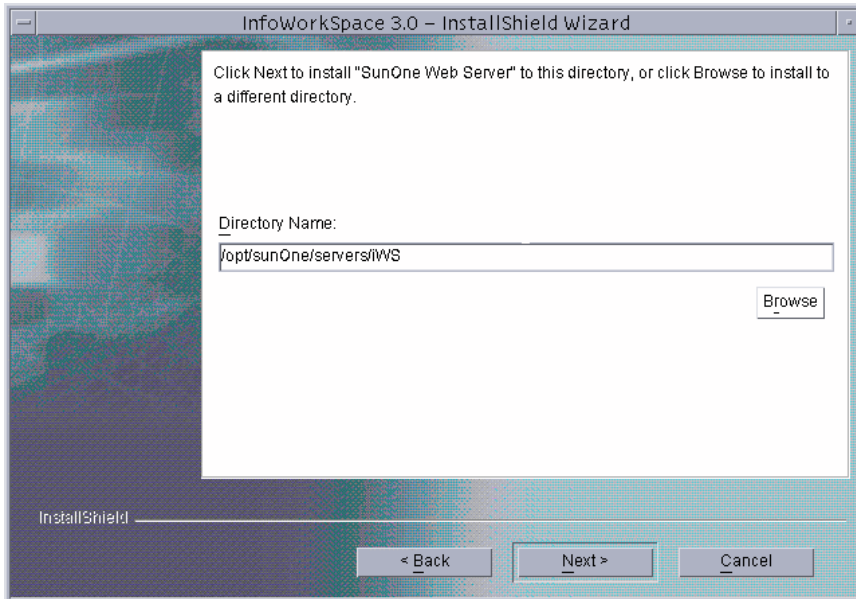 InfoWorkSpace 3.0 – InstallShield Wizard
Click Next to install "SunOne Web Server" to this directory, or click Browse to install to
a different directory.
Directory Name:
/opt/sunOne/servers/iWS
Browse
InstallShield
< Back Next > Cancel